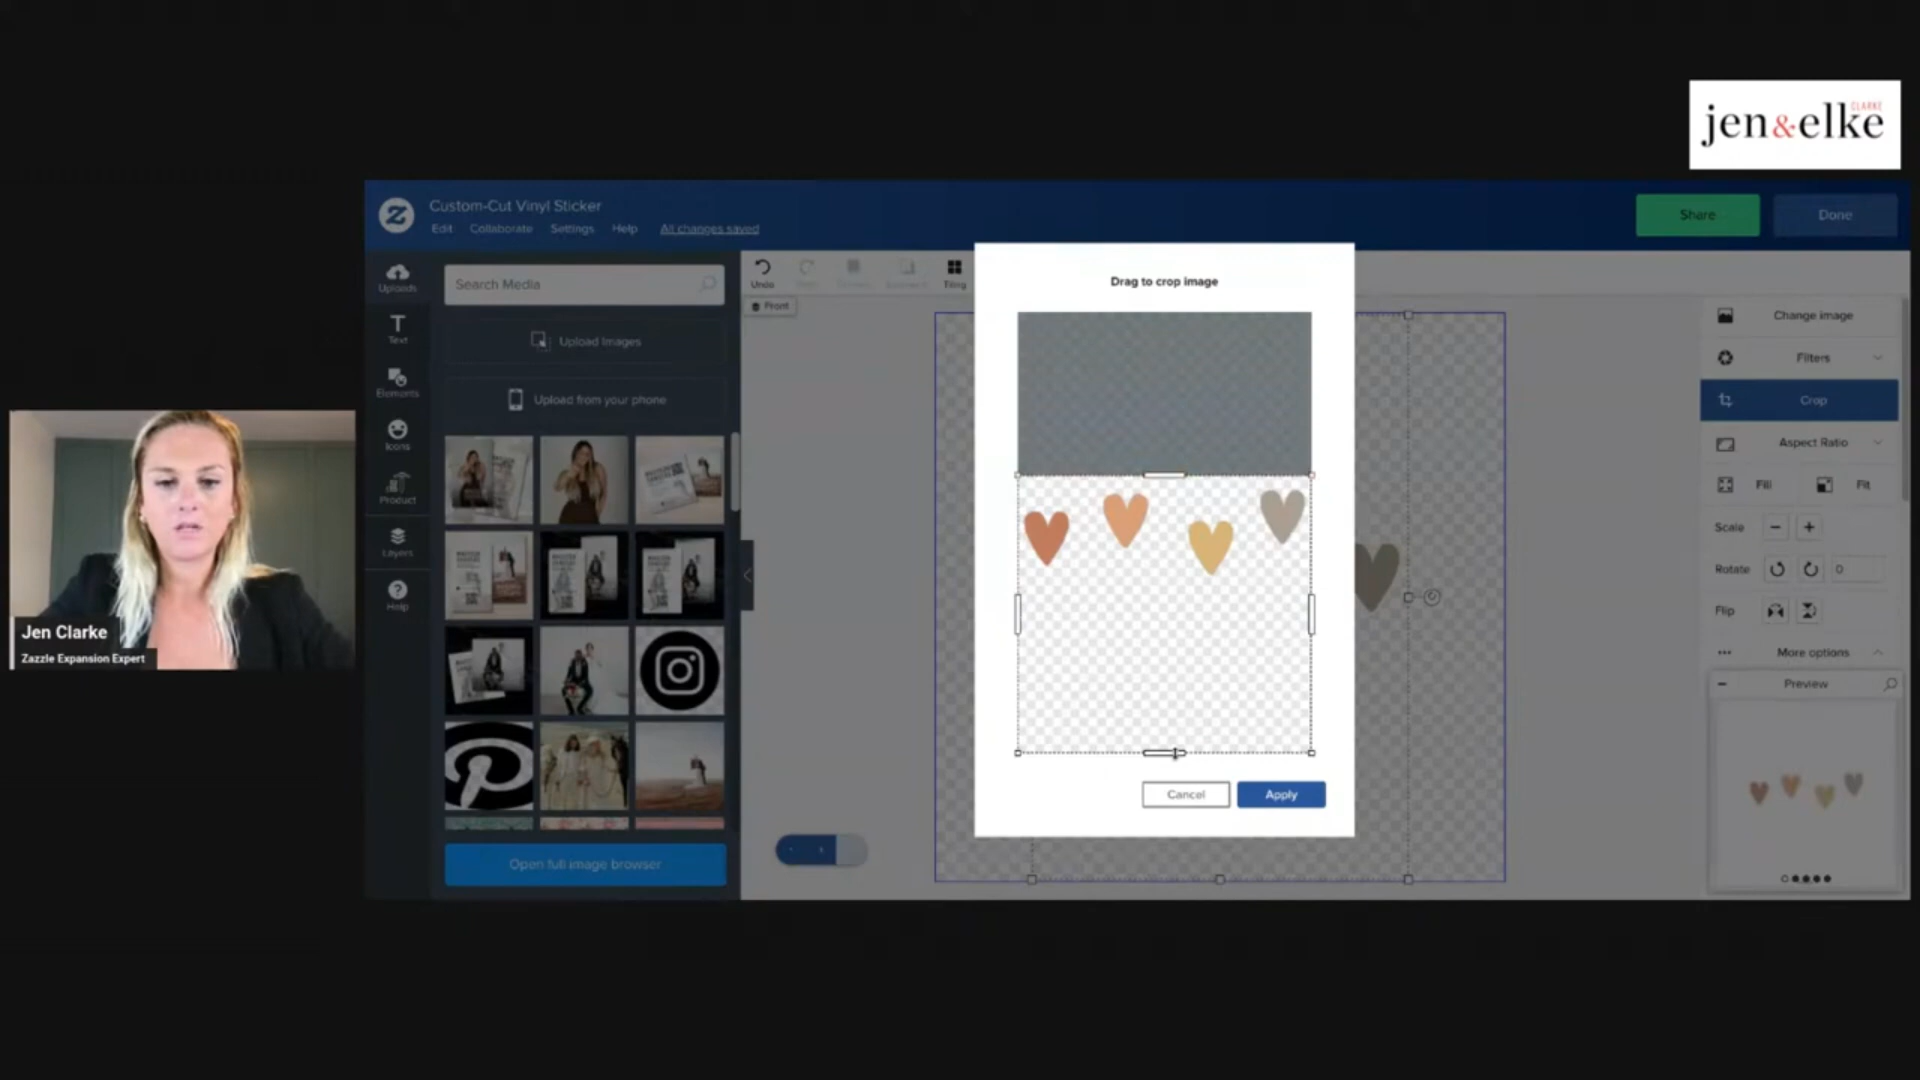 CLARKE
jen&elke
Custom-Cut Vinyl Sticker
Edit Collaborate Settings Help All changes saved
Share Done
Uploads
Search Media
Undo
Tiling
Drag to crop image
Front
Change image
Text
Upload Images
Filters
Elements
Upload from your phone
Crop
Icons
Aspect Ratio
Product
Fill Fit
Scale
Layers
Rotate 0
Help
Flip
Jen Clarke
Zazzle Expansion Expert
More options
Preview
Cancel Apply
Open full image browser